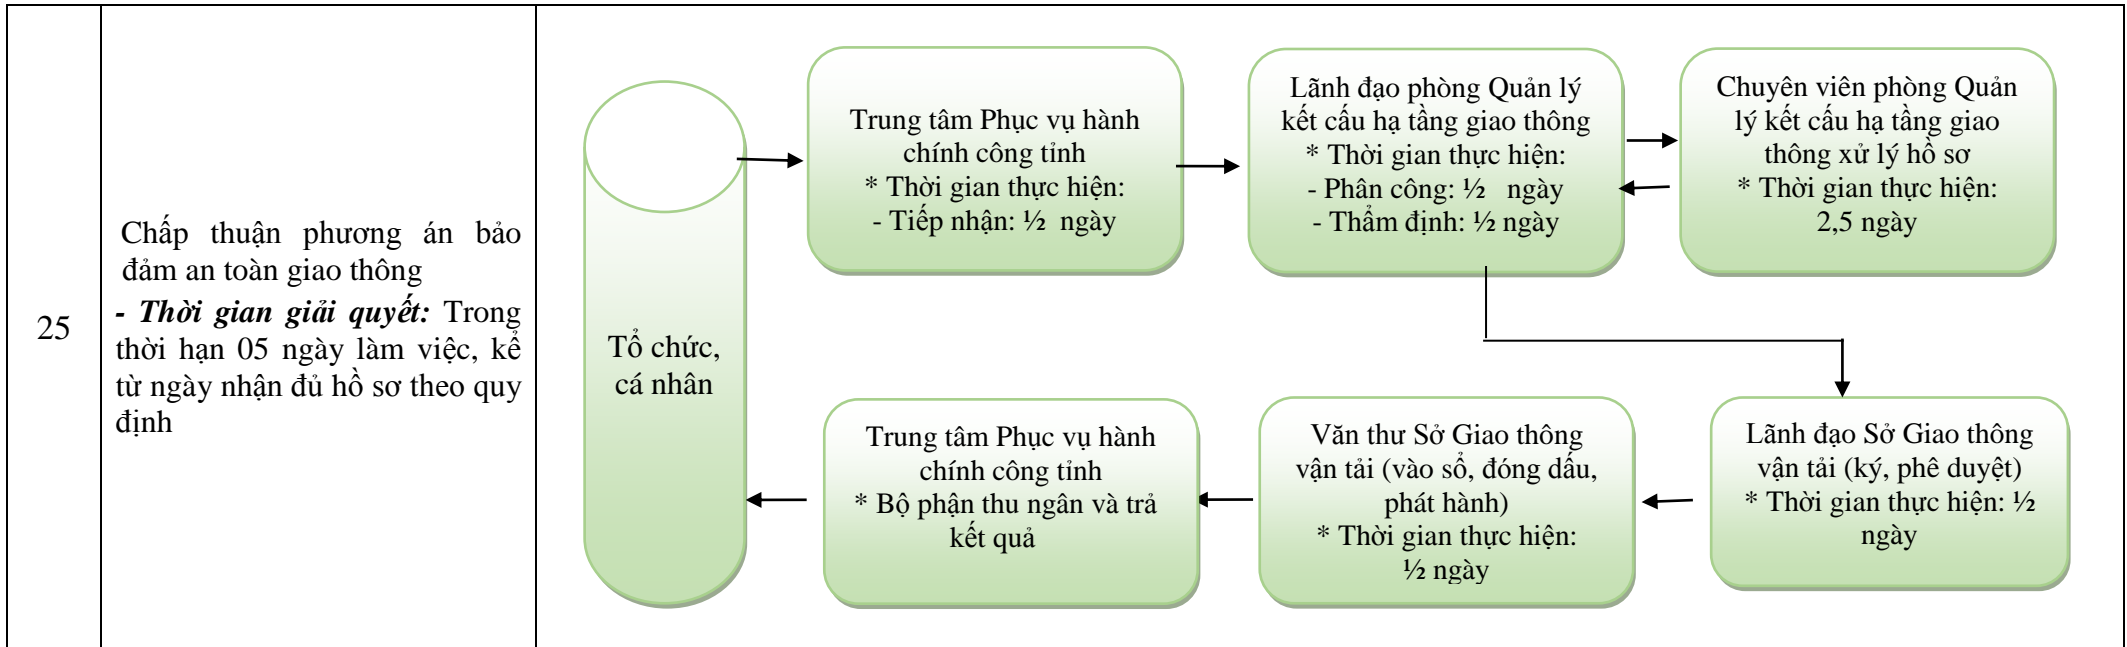 25
Chấp thuận phương án bảo
đảm an toàn giao thông
- Thời gian giải quyết: Trong
thời hạn 05 ngày làm việc, kể
từ ngày nhận đủ hồ sơ theo quy
định
Tổ chức,
cá nhân
Trung tâm Phục vụ hành
chính công tỉnh
* Thời gian thực hiện:
- Tiếp nhận: ½ ngày
Lãnh đạo phòng Quản lý
kết cấu hạ tầng giao thông
* Thời gian thực hiện:
- Phân công: ½ ngày
- Thẩm định: ½ ngày
Chuyên viên phòng Quản
lý kết cấu hạ tầng giao
thông xử lý hồ sơ
* Thời gian thực hiện:
2,5 ngày
Lãnh đạo Sở Giao thông
vận tải (ký, phê duyệt)
* Thời gian thực hiện: ½
ngày
Văn thư Sở Giao thông
vận tải (vào sổ, đóng dấu,
phát hành)
* Thời gian thực hiện:
½ ngày
Trung tâm Phục vụ hành
chính công tỉnh
* Bộ phận thu ngân và trả
kết quả